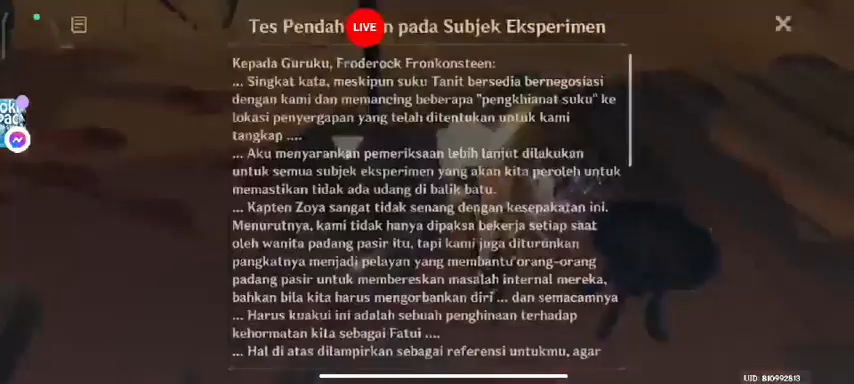 Tes Pendah
LIVE
n pada Subjek Eksperimen
Kepada Guruku, Froderock Fronkonsteen:
... Singkat kata, meskipun suku Tanit bersedia bernegosiasi
dengan kami dan memancing beberapa "pengkhianat suku" ke
lokasi penyergapan yang telah ditentukan untuk kami
tangkap ....
... Aku menyarankan pemeriksaan lebih lanjut dilakukan
untuk semua subjek eksperimen yang akan kita peroleh untuk
memastikan tidak ada udang di balik batu.
... Kapten Zoya sangat tidak senang dengan kesepakatan ini.
Menurutnya, kami tidak hanya dipaksa bekerja setiap saat
oleh wanita padang pasir itu, tapi kami juga diturunkan
pangkatnya menjadi pelayan yang membantu orang-orang
padang pasir untuk membereskan masalah internal mereka,
bahkan bila kita harus mengorbankan diri ... dan semacamnya
... Harus kuakui ini adalah sebuah penghinaan terhadap
kehormatan kita sebagai Fatui ....
... Hal di atas dilampirkan sebagai referensi untukmu, agar
UID: 810992813